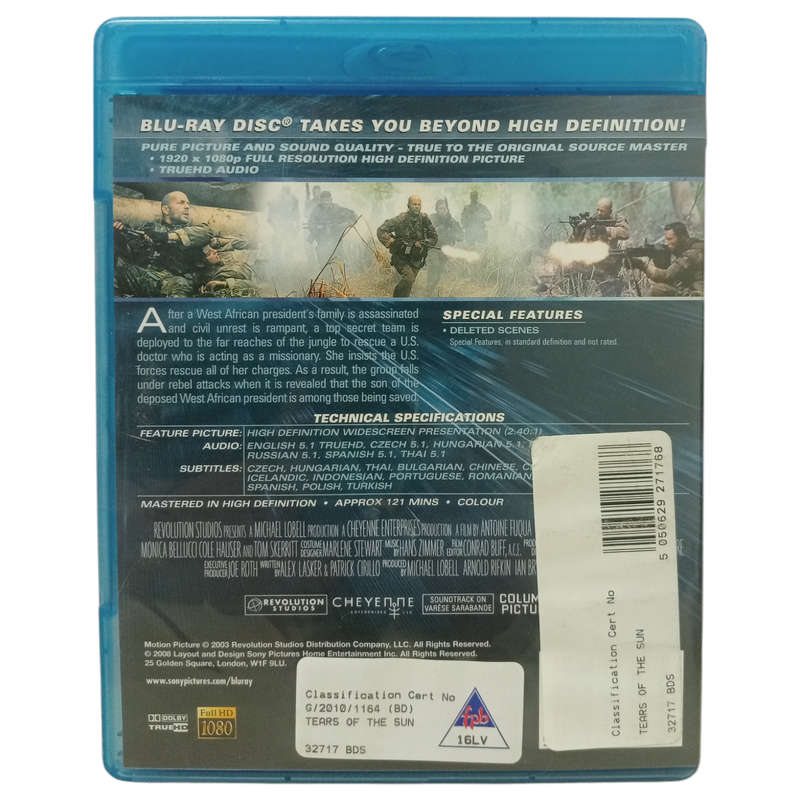 BLU-RAY DISC® TAKES YOU BEYOND HIGH DEFINITION!
PURE PICTURE AND SOUND QUALITY - TRUE TO THE ORIGINAL SOURCE MASTER
• 1920 x 1080p FULL RESOLUTION HIGH DEFINITION PICTURE
• TRUEHD AUDIO
After a West African president's family is assassinated
and civil unrest is rampant, a top secret team is
deployed to the far reaches of the jungle to rescue a U.S.
doctor who is acting as a missionary. She insists the U.S.
forces rescue all of her charges. As a result, the group falls
under rebel attacks when it is revealed that the son of the
deposed West African president is among those being saved.
SPECIAL FEATURES
• DELETED SCENES
Special Features, in standard definition and not rated.
TECHNICAL SPECIFICATIONS
FEATURE PICTURE: HIGH DEFINITION WIDESCREEN PRESENTATION (2:40:1)
AUDIO: ENGLISH 5.1 TRUEHD, CZECH 5.1, HUNGARIAN 5.1,
RUSSIAN 5.1, SPANISH 5.1, THAI 5.1
SUBTITLES: CZECH, HUNGARIAN, THAI, BULGARIAN, CHINESE,
ICELANDIC, INDONESIAN, PORTUGUESE, ROMANIAN
SPANISH, POLISH, TURKISH
MASTERED IN HIGH DEFINITION • APPROX 121 MINS • COLOUR
REVOLUTION STUDIOS PRESENTS A MICHAEL LOBELL PRODUCTION A CHEYENNE ENTERPRISES PRODUCTION A FILM BY ANTOINE FUQUA
MONICA BELLUCCI COLE HAUSER AND TOM SKERRITT COSTUME DESIGNER MARLENE STEWART MUSIC BY HANS ZIMMER FILM EDITOR CONRAD BUFF, A.C.E.
EXECUTIVE PRODUCER JOE ROTH WRITTEN BY ALEX LASKER & PATRICK CIRILLO PRODUCED BY MICHAEL LOBELL ARNOLD RIFKIN IAN
REVOLUTION STUDIOS
CHEYENNE
ENTERPRISES LLC
SOUNDTRACK ON
VARÈSE SARABANDE
Motion Picture © 2003 Revolution Studios Distribution Company, LLC. All Rights Reserved.
© 2008 Layout and Design Sony Pictures Home Entertainment Inc. All Rights Reserved.
25 Golden Square, London, W1F 9LU.
www.sonypictures.com/bluray
DOLBY
TRUEHD
Full HD
1080
Classification Cert No
G/2010/1164 (BD)
TEARS OF THE SUN
32717 BDS
fpb
16LV
5 050629 271768
Classification Cert No
TEARS OF THE SUN
32717 BDS